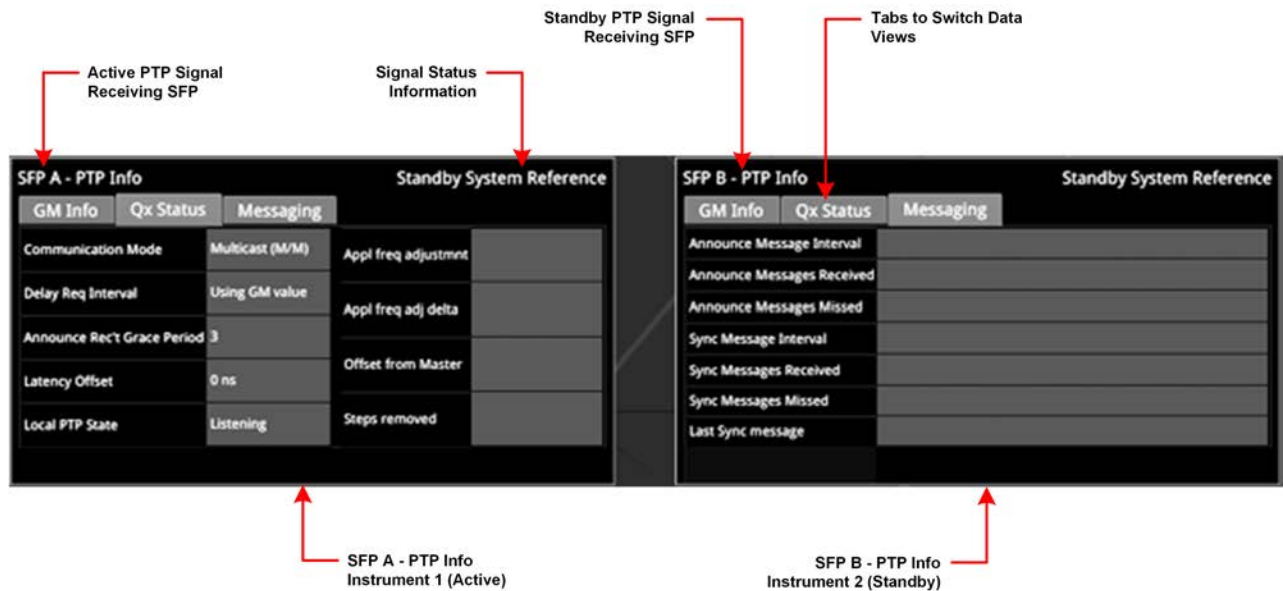 Active PTP Signal
Receiving SFP
Signal Status
Information
Standby PTP Signal
Receiving SFP
Tabs to Switch Data
Views
SFP A - PTP Info
Standby System Reference
GM Info
Qx Status
Messaging
Communication Mode
Multicast (M/M)
Delay Req Interval
Using GM value
Announce Rec't Grace Period
3
Latency Offset
0 ns
Local PTP State
Listening
Appl freq adjustmnt
Appl freq adj delta
Offset from Master
Steps removed
SFP B - PTP Info
Standby System Reference
GM Info
Qx Status
Messaging
Announce Message Interval
Announce Messages Received
Announce Messages Missed
Sync Message Interval
Sync Messages Received
Sync Messages Missed
Last Sync message
SFP A - PTP Info
Instrument 1 (Active)
SFP B - PTP Info
Instrument 2 (Standby)